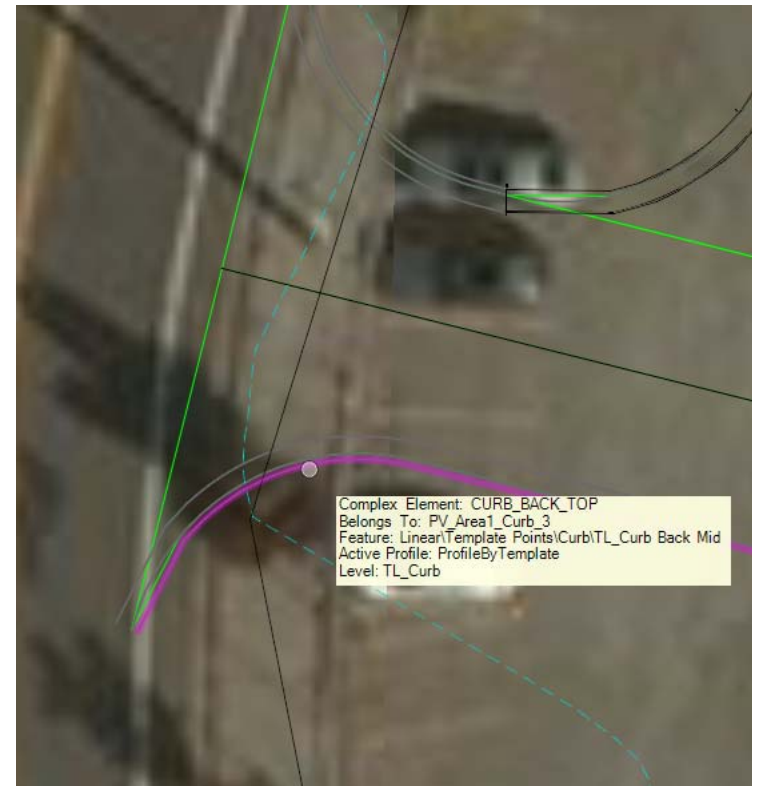 Complex Element: CURB_BACK_TOP
Belongs To: PV_Area1_Curb_3
Feature: Linear\Template Points\Curb\TL_Curb Back Mid
Active Profile: ProfileByTemplate
Level: TL_Curb